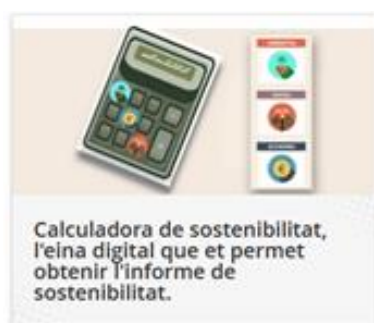 Calculadora de sostenibilitat,
l'eina digital que et permet
obtenir l'informe de
sostenibilitat.